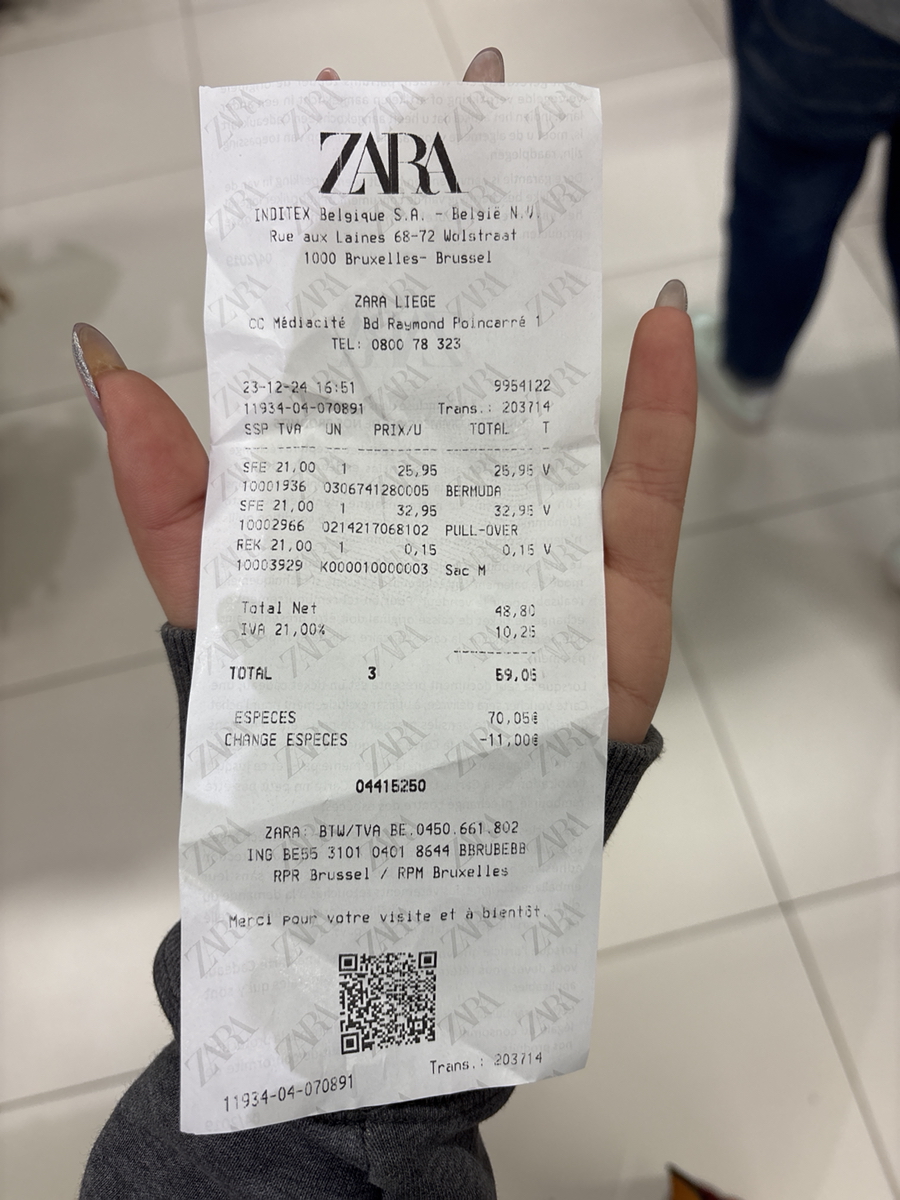 ZARA
INDITEX Belgique S.A. - België N.V.
Rue aux Laines 68-72 Wolstraat
1000 Bruxelles- Brussel
ZARA LIEGE
CC Médiacité Bd Raymond Poincarré 1
TEL: 0800 78 323
23-12-24 16:51 9954122
11934-04-070891 Trans.: 203714
SSP TVA UN PRIX/U TOTAL T
SFE 21,00 1 25,95 25,95 V
10001936 0306741280005 BERMUDA
SFE 21,00 1 32,95 32,95 V
10002966 0214217068102 PULL-OVER
REK 21,00 1 0,15 0,15 V
10003929 K000010000003 Sac M
Total Net 48,80
IVA 21,00% 10,25
TOTAL 3 59,05
ESPECES 70,05€
CHANGE ESPECES -11,00€
04415250
ZARA: BTW/TVA BE.0450.661.802
ING BE55 3101 0401 8644 BBRUBEBB
RPR Brussel / RPM Bruxelles
Merci pour votre visite et à bientôt.
Trans.: 203714
11934-04-070891